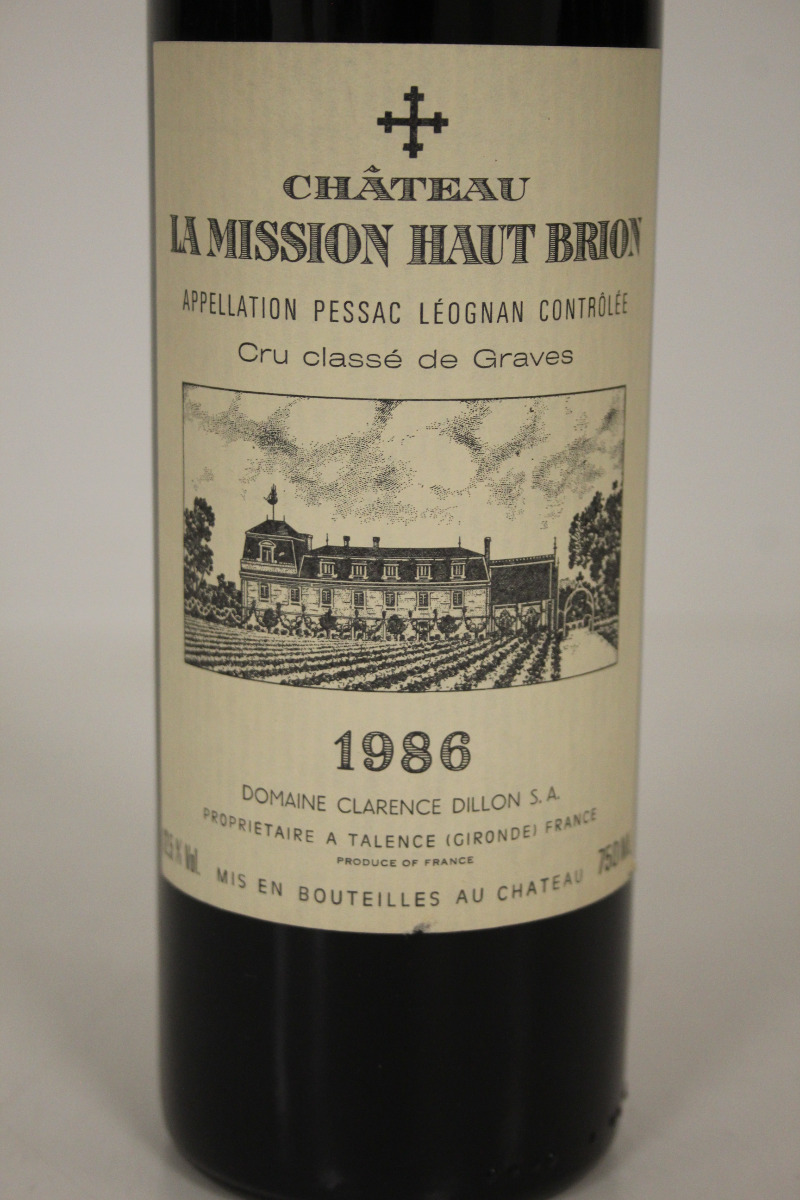 CHÂTEAU
LA MISSION HAUT BRION
APPELLATION PESSAC LÉOGNAN CONTRÔLÉE
Cru classé de Graves
1986
DOMAINE CLARENCE DILLON S. A.
PROPRIETAIRE A TALENCE (GIRONDE) FRANCE
PRODUCE OF FRANCE
% Vol. 750 ML
MIS EN BOUTEILLES AU CHATEAU